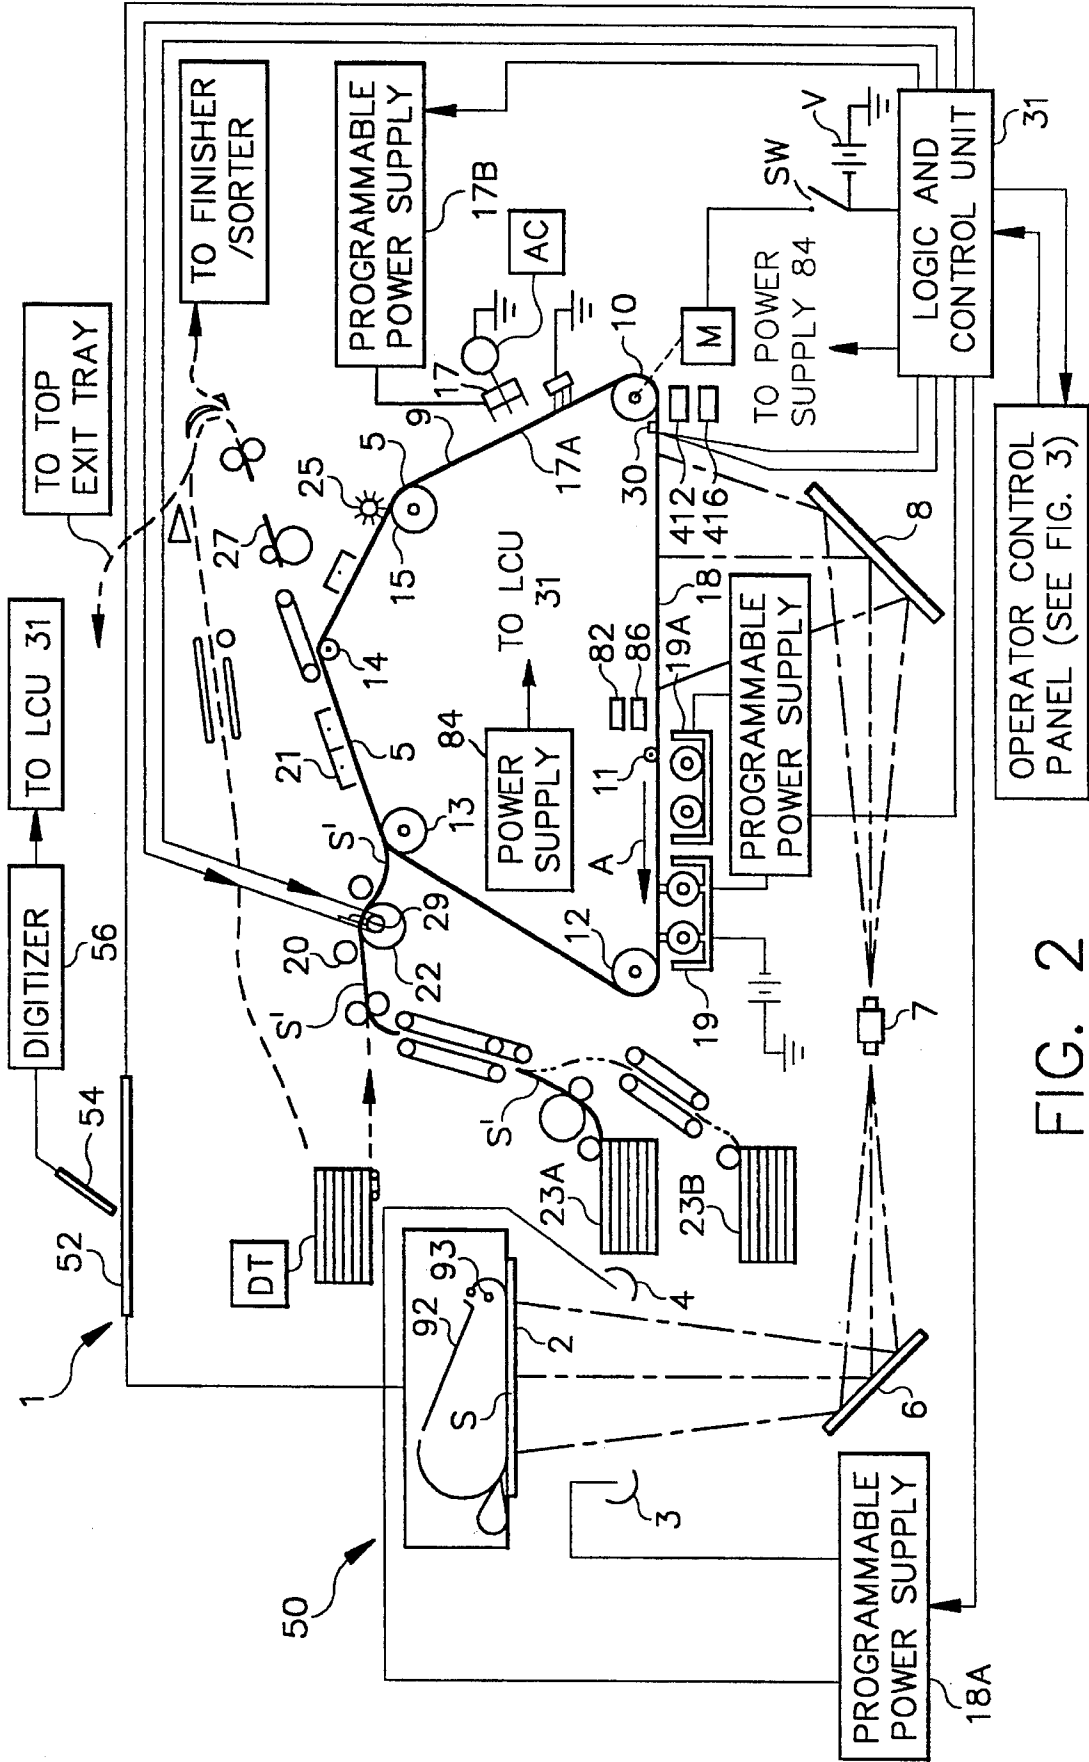 1
52
54
DIGITIZER
56
TO LCU 31
TO TOP
EXIT TRAY
TO FINISHER
/SORTER
DT
S'
20
22
29
S'
13
21
5
14
27
25
15
5
9
17A
17
PROGRAMMABLE
POWER SUPPLY
17B
AC
50
92
93
S
2
23A
S'
23B
3
4
12
A
11
POWER
SUPPLY
84
TO LCU
31
82
86
19
19A
18
30
412
416
10
M
SW
V
TO POWER
SUPPLY 84
PROGRAMMABLE
POWER SUPPLY
LOGIC AND
CONTROL UNIT
31
PROGRAMMABLE
POWER SUPPLY
18A
6
7
8
OPERATOR CONTROL
PANEL (SEE FIG. 3)
FIG. 2